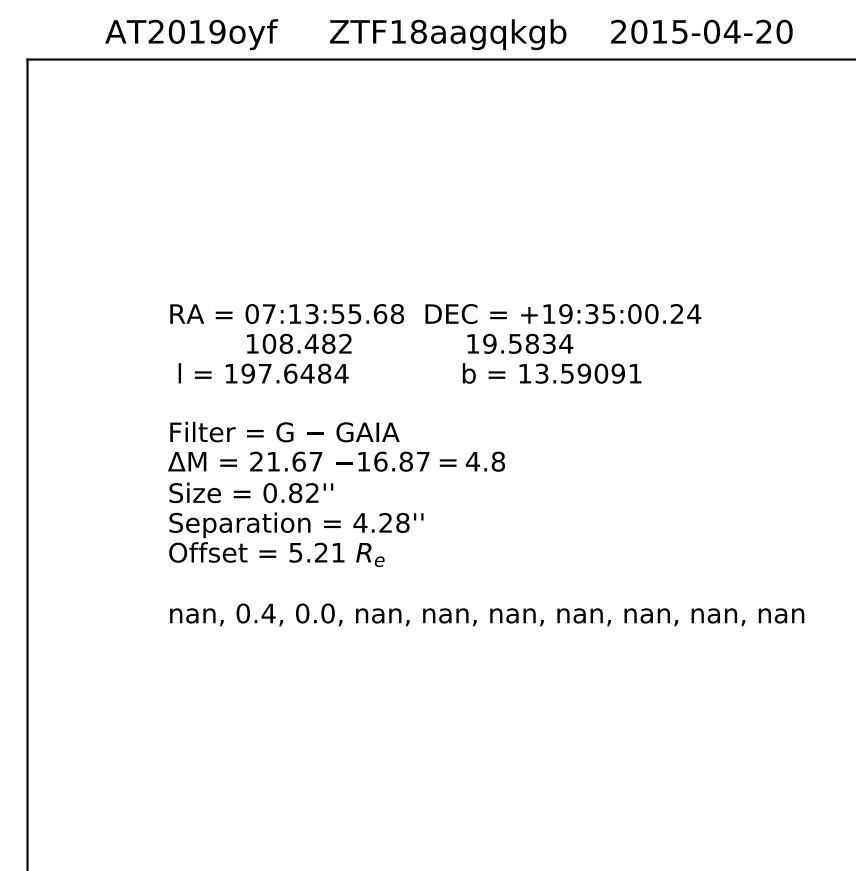 AT2019oyf ZTF18aagqkgb 2015-04-20
RA = 07:13:55.68 DEC = +19:35:00.24
108.482 19.5834
l = 197.6484 b = 13.59091
Filter = G − GAIA
ΔM = 21.67 −16.87 = 4.8
Size = 0.82''
Separation = 4.28''
Offset = 5.21 Re
nan, 0.4, 0.0, nan, nan, nan, nan, nan, nan, nan